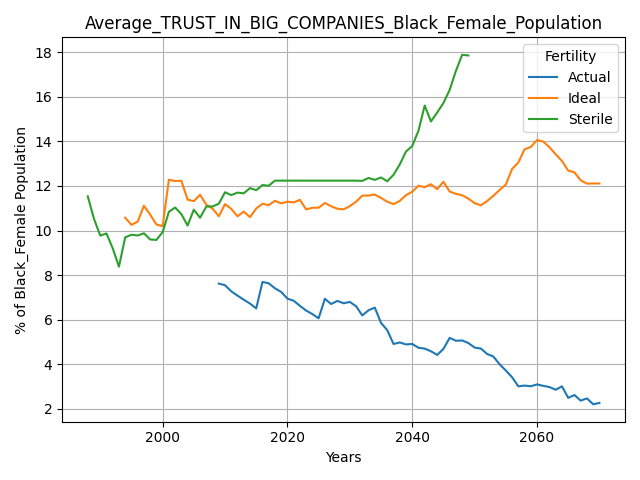 Average_TRUST_IN_BIG_COMPANIES_Black_Female_Population
Fertility
Actual
Ideal
Sterile
% of Black_Female Population
18
16
14
12
10
8
6
4
2
2000
2020
2040
2060
Years